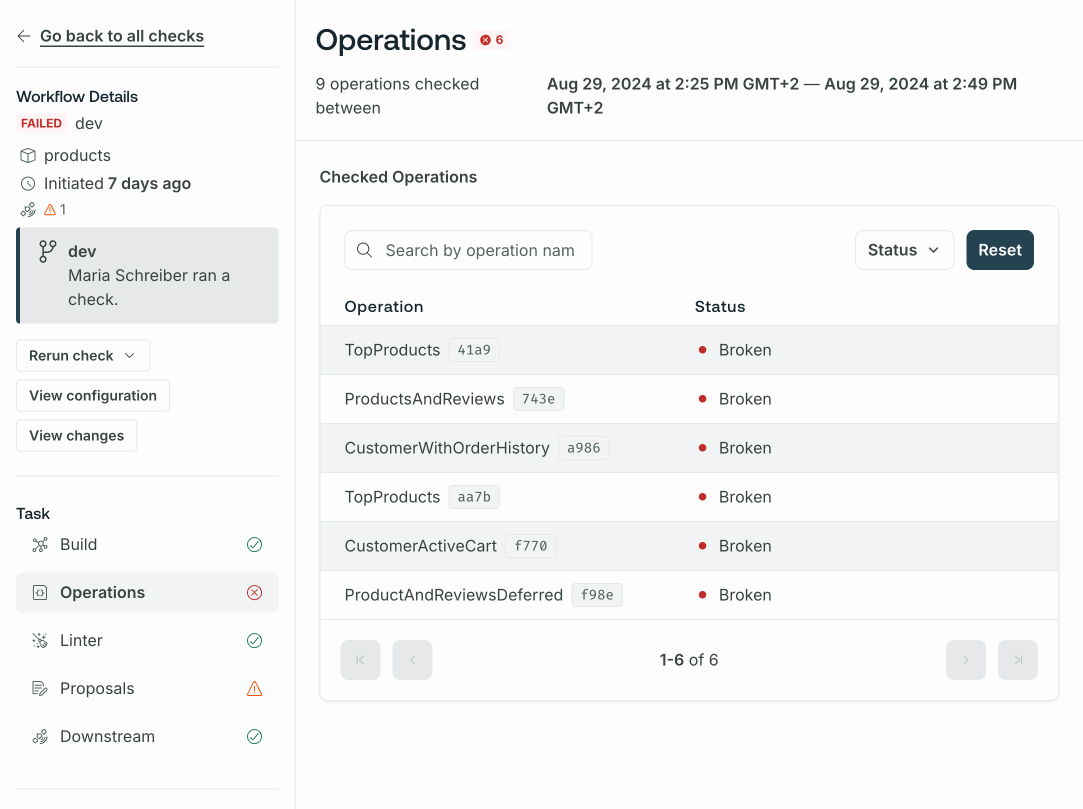 Go back to all checks
Workflow Details
FAILED dev
products
Initiated 7 days ago
1
dev
Maria Schreiber ran a
check.
Rerun check
View configuration
View changes
Task
Build
Operations
Linter
Proposals
Downstream
Operations 6
9 operations checked
between
Aug 29, 2024 at 2:25 PM GMT+2 — Aug 29, 2024 at 2:49 PM
GMT+2
Checked Operations
Search by operation nam
Status
Reset
Operation Status
TopProducts 41a9 Broken
ProductsAndReviews 743e Broken
CustomerWithOrderHistory a986 Broken
TopProducts aa7b Broken
CustomerActiveCart f770 Broken
ProductAndReviewsDeferred f98e Broken
1-6 of 6